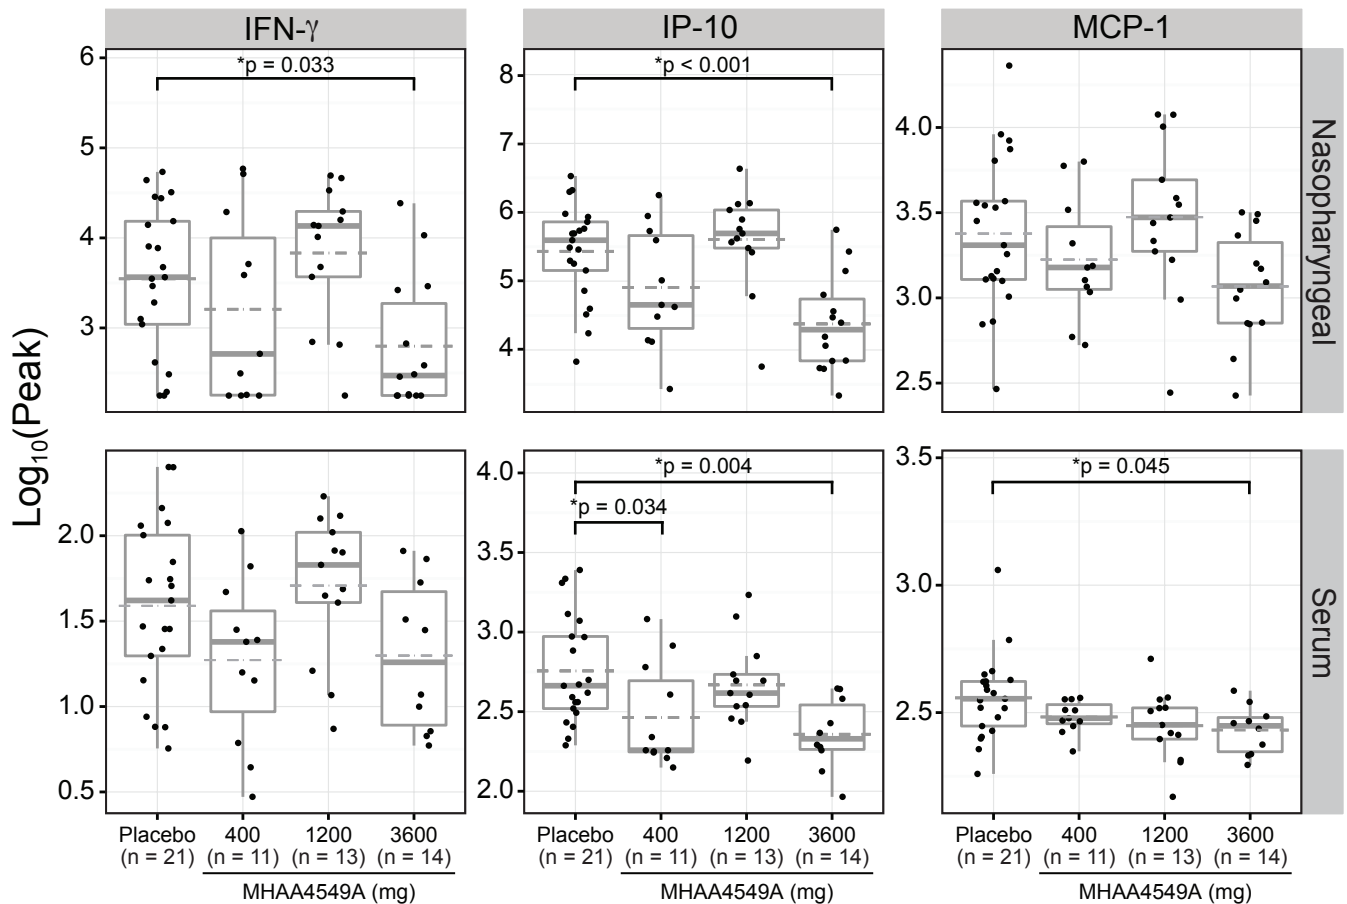 IFN-γ
IP-10
MCP-1
Log10(Peak)
6
5
4
3
*p = 0.033
8
7
6
5
4
*p < 0.001
4.0
3.5
3.0
2.5
Nasopharyngeal
2.0
1.5
1.0
0.5
4.0
3.5
3.0
2.5
2.0
*p = 0.004
*p = 0.034
3.5
3.0
2.5
*p = 0.045
Serum
Placebo 400 1200 3600
(n = 21) (n = 11) (n = 13) (n = 14)
MHAA4549A (mg)
Placebo 400 1200 3600
(n = 21) (n = 11) (n = 13) (n = 14)
MHAA4549A (mg)
Placebo 400 1200 3600
(n = 21) (n = 11) (n = 13) (n = 14)
MHAA4549A (mg)